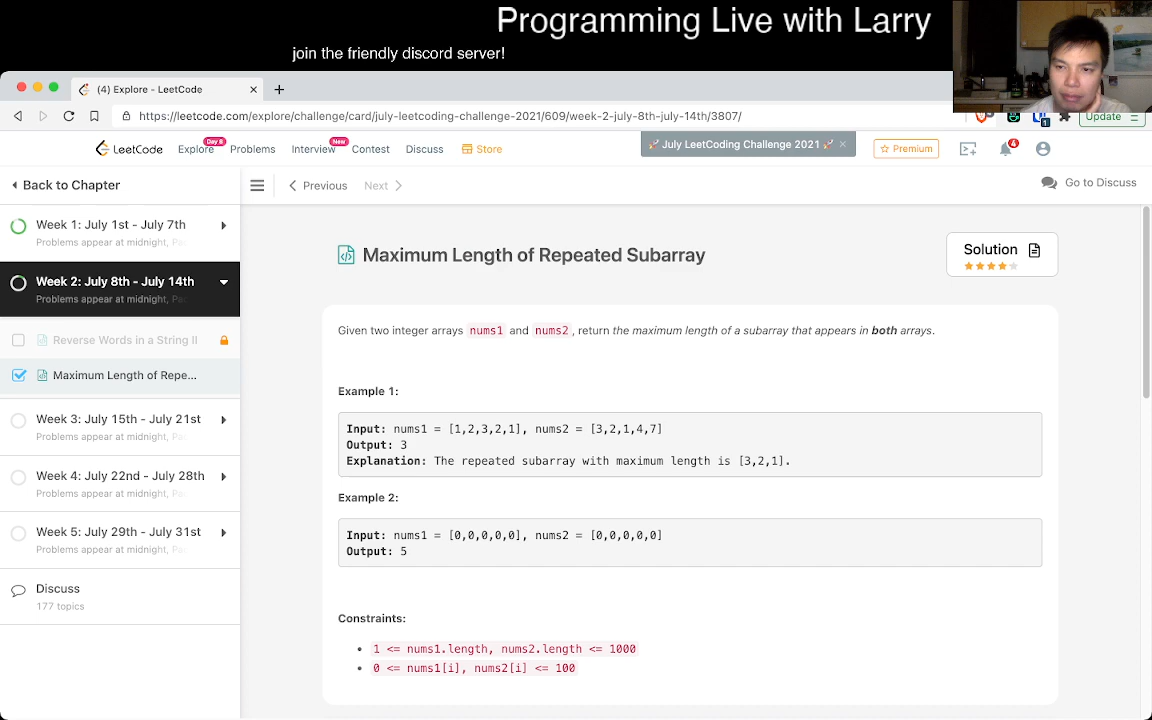 Programming Live with Larry
join the friendly discord server!
(4) Explore - LeetCode
https://leetcode.com/explore/challenge/card/july-leetcoding-challenge-2021/609/week-2-july-8th-july-14th/3807/
1
Update
LeetCode
Explore
Day 8
Problems
Interview
New
Contest
Discuss
Store
July LeetCoding Challenge 2021
Premium
4
Back to Chapter
Previous
Next
Go to Discuss
Week 1: July 1st - July 7th
Problems appear at midnight, Pa
Week 2: July 8th - July 14th
Problems appear at midnight, Pa
Reverse Words in a String II
Maximum Length of Repe...
Week 3: July 15th - July 21st
Problems appear at midnight, Pa
Week 4: July 22nd - July 28th
Problems appear at midnight, Pa
Week 5: July 29th - July 31st
Problems appear at midnight, Pa
Discuss
177 topics
Maximum Length of Repeated Subarray
Solution
Given two integer arrays nums1 and nums2, return the maximum length of a subarray that appears in both arrays.
Example 1:
Input: nums1 = [1,2,3,2,1], nums2 = [3,2,1,4,7]
Output: 3
Explanation: The repeated subarray with maximum length is [3,2,1].
Example 2:
Input: nums1 = [0,0,0,0,0], nums2 = [0,0,0,0,0]
Output: 5
Constraints:
1 <= nums1.length, nums2.length <= 1000
0 <= nums1[i], nums2[i] <= 100